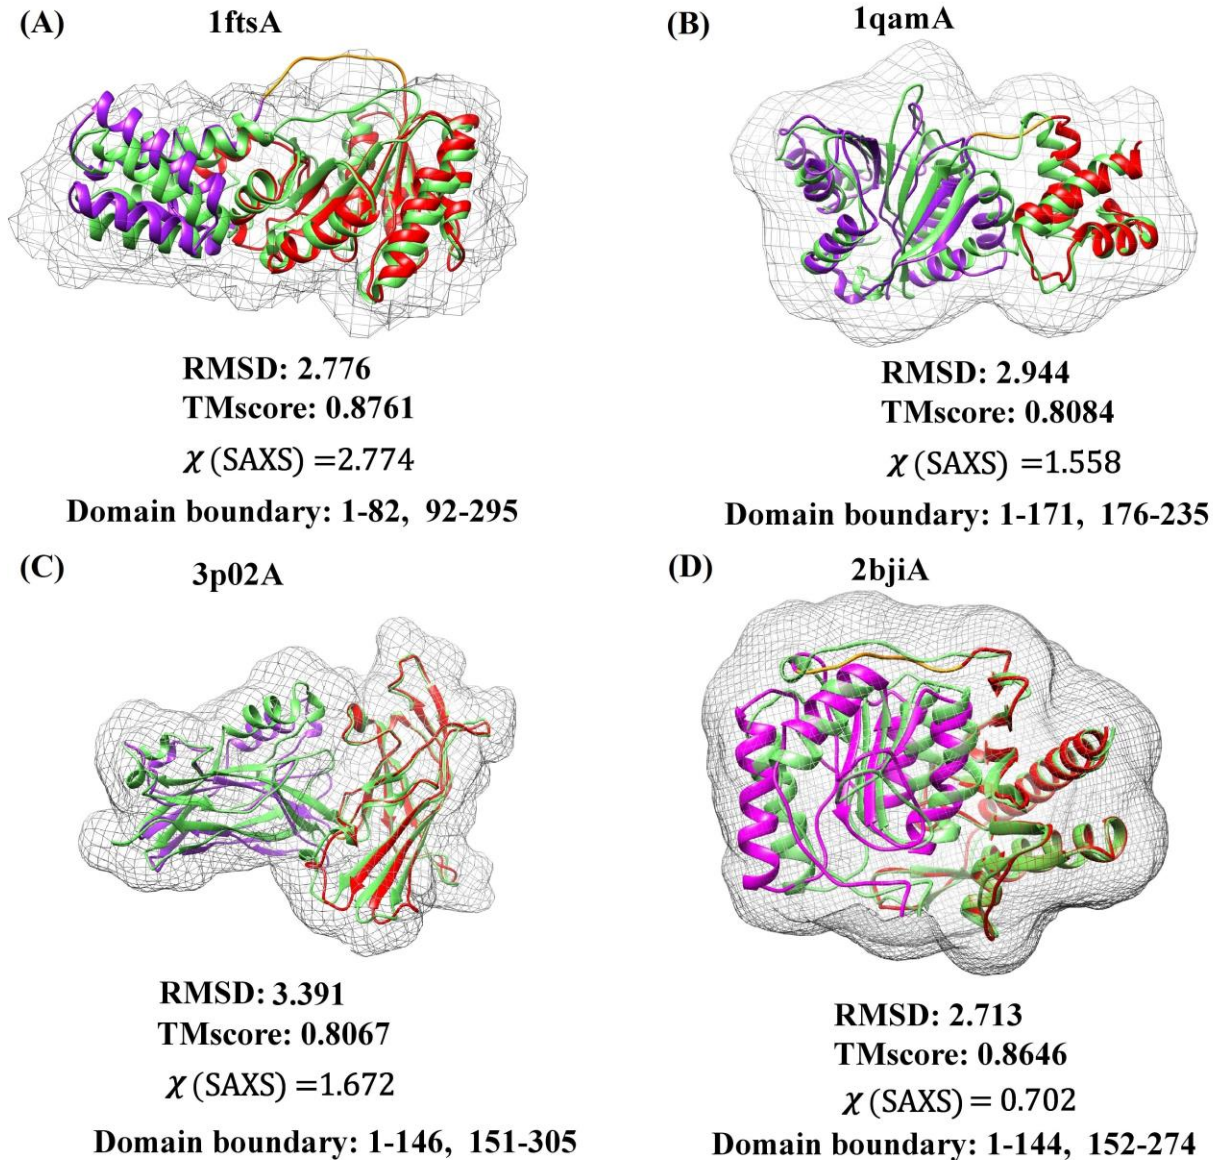 (A)
1ftsA
RMSD: 2.776
TMscore: 0.8761
χ (SAXS) =2.774
Domain boundary: 1-82, 92-295
(B)
1qamA
RMSD: 2.944
TMscore: 0.8084
χ (SAXS) =1.558
Domain boundary: 1-171, 176-235
(C)
3p02A
RMSD: 3.391
TMscore: 0.8067
χ (SAXS) =1.672
Domain boundary: 1-146, 151-305
(D)
2bjiA
RMSD: 2.713
TMscore: 0.8646
χ (SAXS) = 0.702
Domain boundary: 1-144, 152-274